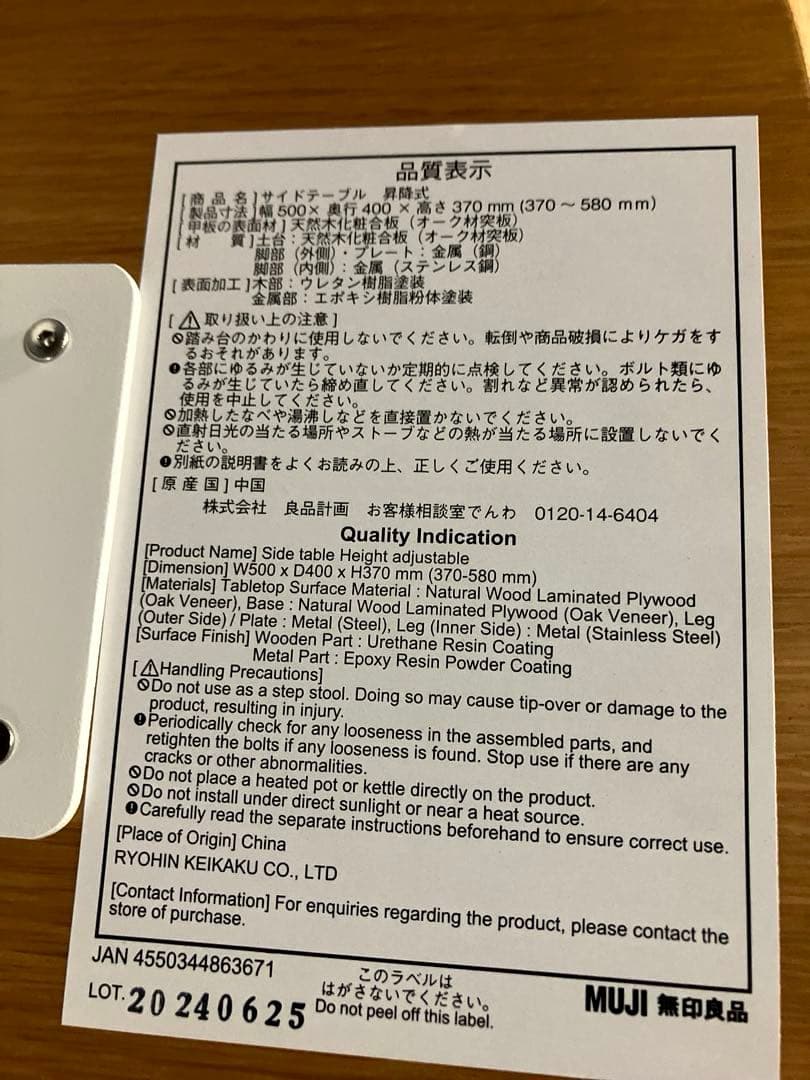 品質表示
[商品名]サイドテーブル 昇降式
[製品寸法]幅 500× 奥行 400 × 高さ 370 mm (370 ～ 580 mm)
[甲板の表面材]天然木化粧合板（オーク材突板）
[材質]土台：天然木化粧合板（オーク材突板）
脚部（外側）・プレート：金属（鋼）
脚部（内側）：金属（ステンレス鋼）
[表面加工]木部：ウレタン樹脂塗装
金属部：エポキシ樹脂粉体塗装
[⚠取り扱い上の注意]
踏み台のかわりに使用しないでください。転倒や商品破損によりケガをす
るおそれがあります。
各部にゆるみが生じていないか定期的に点検してください。ボルト類にゆ
るみが生じていたら締め直してください。割れなど異常が認められたら、
使用を中止してください。
加熱したなべや湯沸しなどを直接置かないでください。
直射日光の当たる場所やストーブなどの熱が当たる場所に設置しないでく
ださい。
別紙の説明書をよくお読みの上、正しくご使用ください。
[原産国]中国
株式会社 良品計画 お客様相談室でんわ 0120-14-6404
Quality Indication
[Product Name] Side table Height adjustable
[Dimension] W500 x D400 x H370 mm (370-580 mm)
[Materials] Tabletop Surface Material : Natural Wood Laminated Plywood
(Oak Veneer), Base : Natural Wood Laminated Plywood (Oak Veneer), Leg
(Outer Side) / Plate : Metal (Steel), Leg (Inner Side) : Metal (Stainless Steel)
[Surface Finish] Wooden Part : Urethane Resin Coating
Metal Part : Epoxy Resin Powder Coating
[⚠Handling Precautions]
Do not use as a step stool. Doing so may cause tip-over or damage to the
product, resulting in injury.
Periodically check for any looseness in the assembled parts, and
retighten the bolts if any looseness is found. Stop use if there are any
cracks or other abnormalities.
Do not place a heated pot or kettle directly on the product.
Do not install under direct sunlight or near a heat source.
Carefully read the separate instructions beforehand to ensure correct use.
[Place of Origin] China
RYOHIN KEIKAKU CO., LTD
[Contact Information] For enquiries regarding the product, please contact the
store of purchase.
JAN 4550344863671
LOT. 20240625
このラベルは
はがさないでください。
Do not peel off this label.
MUJI 無印良品